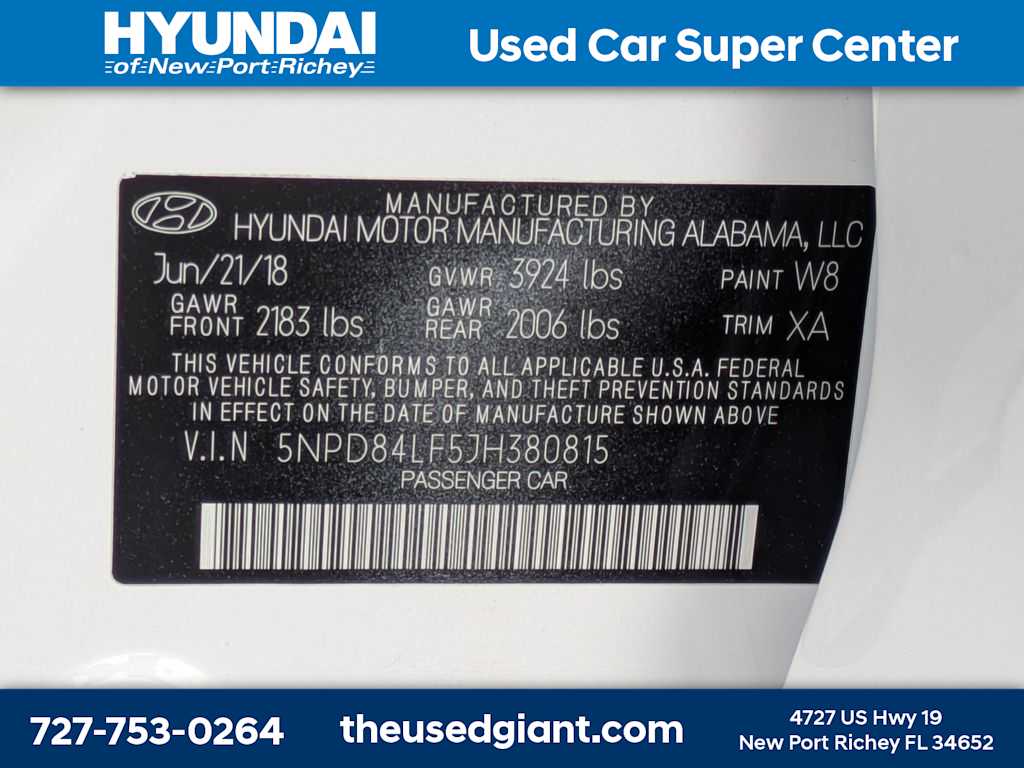 HYUNDAI
of New Port Richey
Used Car Super Center
MANUFACTURED BY
HYUNDAI MOTOR MANUFACTURING ALABAMA, LLC
Jun/21/18 GVWR 3924 lbs PAINT W8
GAWR FRONT 2183 lbs GAWR REAR 2006 lbs TRIM XA
THIS VEHICLE CONFORMS TO ALL APPLICABLE U.S.A. FEDERAL
MOTOR VEHICLE SAFETY, BUMPER, AND THEFT PREVENTION STANDARDS
IN EFFECT ON THE DATE OF MANUFACTURE SHOWN ABOVE
V.I.N 5NPD84LF5JH380815
PASSENGER CAR
727-753-0264
theusedgiant.com
4727 US Hwy 19
New Port Richey FL 34652